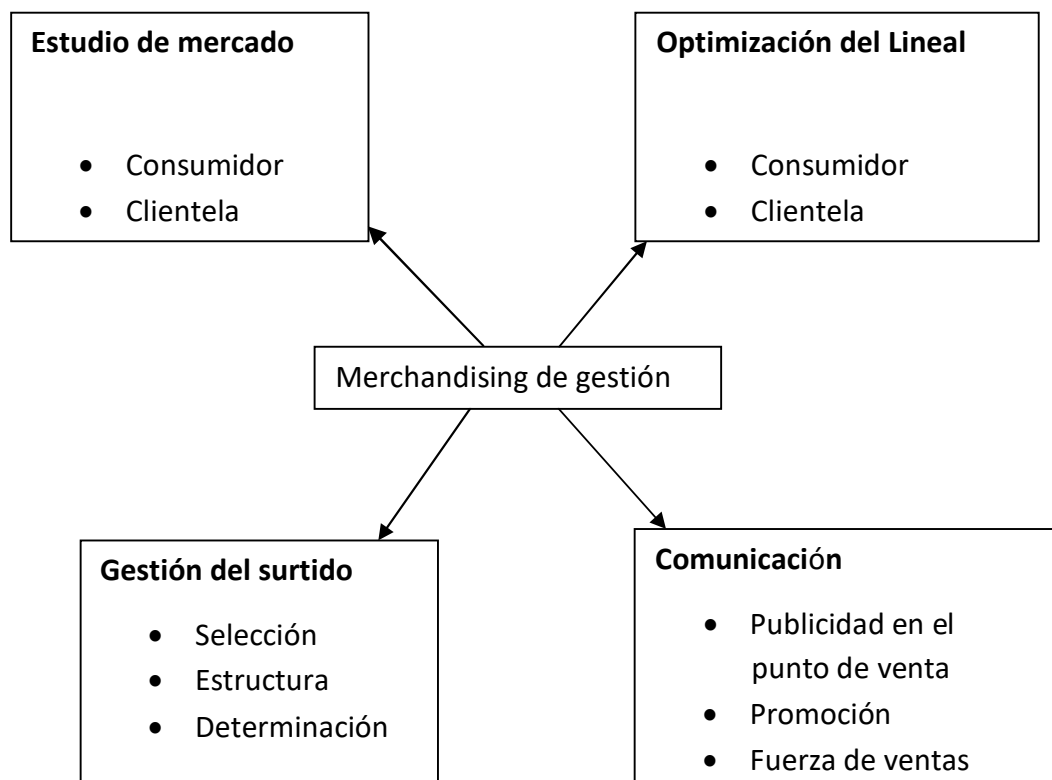 Estudio de mercado
• Consumidor
• Clientela
Optimización del Lineal
• Consumidor
• Clientela
Merchandising de gestión
Gestión del surtido
• Selección
• Estructura
• Determinación
Comunicación
• Publicidad en el
punto de venta
• Promoción
• Fuerza de ventas